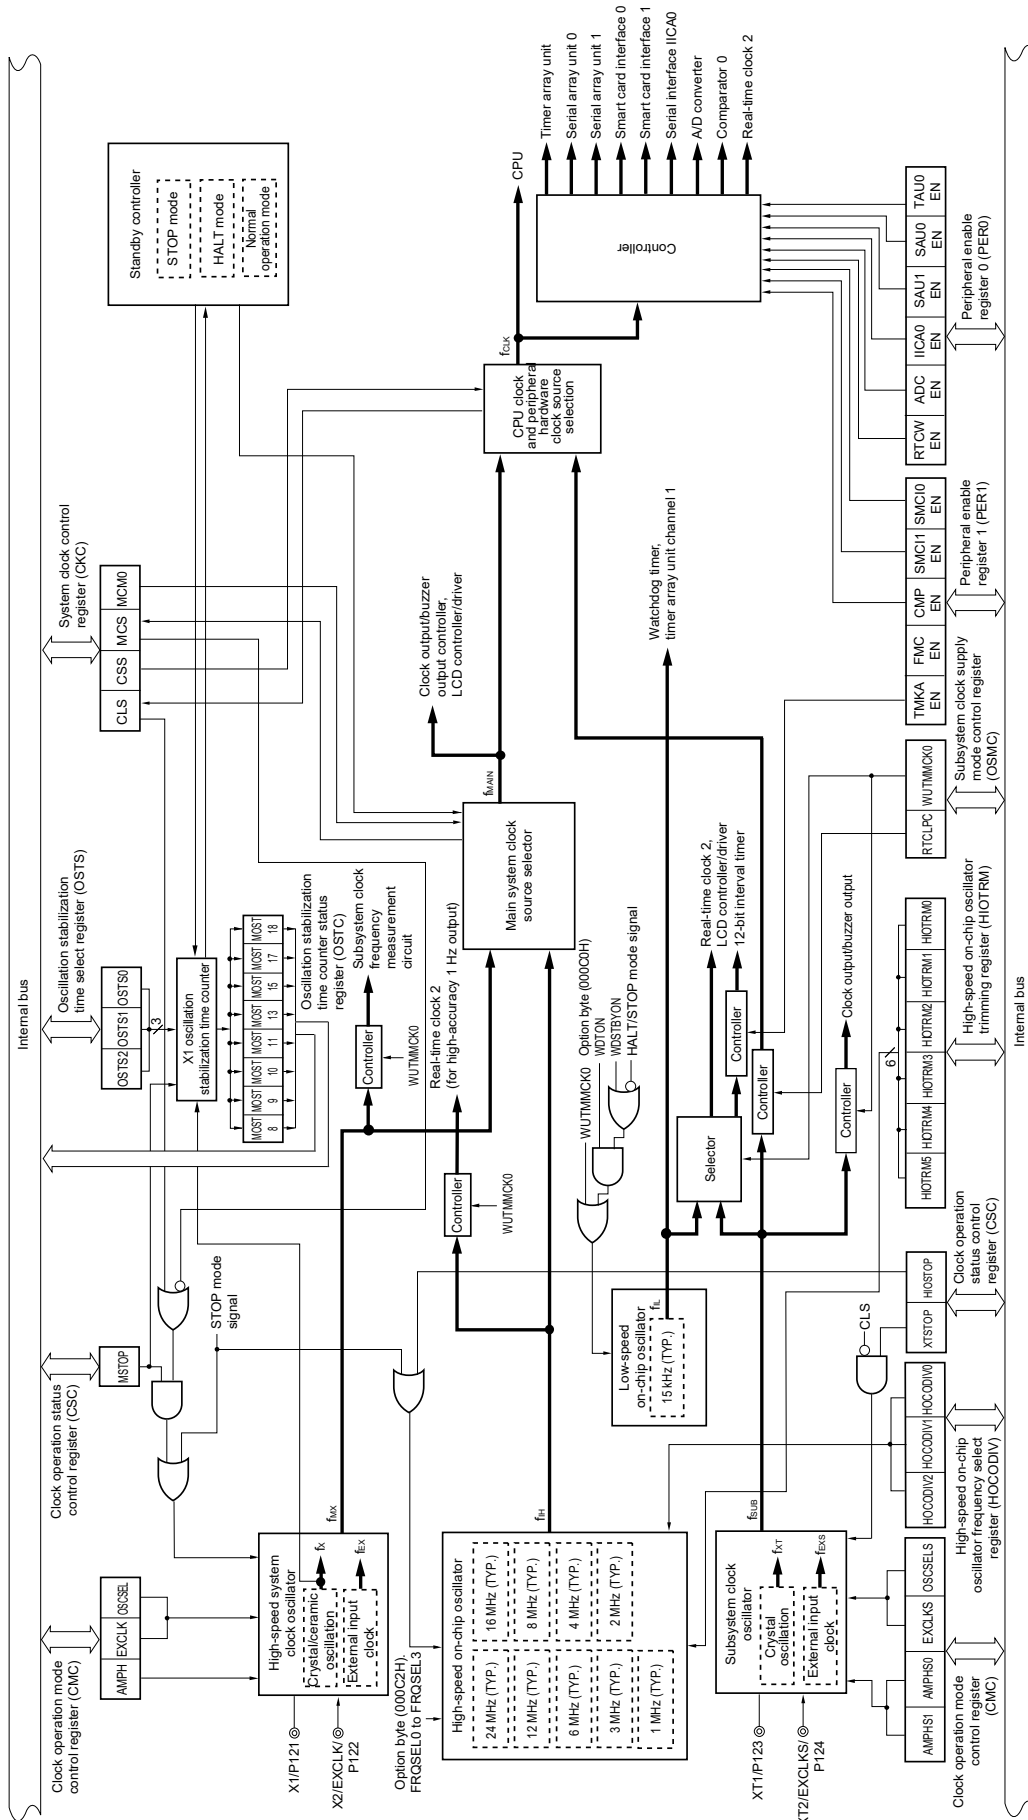 Internal bus
Clock operation mode
control register (CMC)
AMPH
EXCLK
OSCSEL
Clock operation status
control register (CSC)
MSTOP
Oscillation stabilization
time select register (OSTS)
OSTS2
OSTS1
OSTS0
3
System clock control
register (CKC)
CLS
CSS
MCS
MCM0
Standby controller
STOP mode
HALT mode
Normal
operation mode
STOP mode
signal
X1 oscillation
stabilization time counter
MOST
8
MOST
9
MOST
10
MOST
11
MOST
13
MOST
15
MOST
17
MOST
18
Oscillation stabilization
time counter status
register (OSTC)
X1/P121
X2/EXCLK/
P122
High-speed system
clock oscillator
Crystal/ceramic
oscillation
fX
External input
clock
fEX
fMX
Controller
WUTMMCK0
Subsystem clock
frequency
measurement
circuit
Real-time clock 2
(for high-accuracy 1 Hz output)
Controller
WUTMMCK0
Option byte (000C2H).
FRQSEL0 to FRQSEL3
High-speed on-chip oscillator
24 MHz (TYP.)
16 MHz (TYP.)
12 MHz (TYP.)
8 MHz (TYP.)
6 MHz (TYP.)
4 MHz (TYP.)
3 MHz (TYP.)
2 MHz (TYP.)
1 MHz (TYP.)
fIH
Main system clock
source selector
fMAIN
Clock output/buzzer
output controller,
LCD controller/driver
CPU clock
and peripheral
hardware
clock source
selection
fCLK
CPU
Controller
Timer array unit
Serial array unit 0
Serial array unit 1
Smart card interface 0
Smart card interface 1
Serial interface IICA0
A/D converter
Comparator 0
Real-time clock 2
WUTMMCK0
Option byte (000C0H)
WDTON
WDSTBYON
HALT/STOP mode signal
Low-speed
on-chip oscillator
15 kHz (TYP.)
fIL
Watchdog timer,
timer array unit channel 1
Selector
Real-time clock 2,
LCD controller/driver
12-bit interval timer
Controller
Controller
Controller
Clock output/buzzer output
XT1/P123
XT2/EXCLKS/
P124
Subsystem clock
oscillator
Crystal
oscillation
fXT
External input
clock
fEXS
fSUB
CLS
6
AMPHS1
AMPHS0
EXCLKS
OSCSELS
Clock operation mode
control register
(CMC)
HOCODIV2
HOCODIV1
HOCODIV0
High-speed on-chip
oscillator frequency select
register (HOCODIV)
XTSTOP
HIOSTOP
Clock operation
status control
register (CSC)
HIOTRM5
HIOTRM4
HIOTRM3
HIOTRM2
HIOTRM1
HIOTRM0
High-speed on-chip oscillator
trimming register (HIOTRM)
RTCLPC
WUTMMCK0
Subsystem clock supply
mode control register
(OSMC)
TMKA
EN
FMC
EN
CMP
EN
SMCI1
EN
SMCI0
EN
Peripheral enable
register 1 (PER1)
RTCW
EN
ADC
EN
IICA0
EN
SAU1
EN
SAU0
EN
TAU0
EN
Peripheral enable
register 0 (PER0)
Internal bus